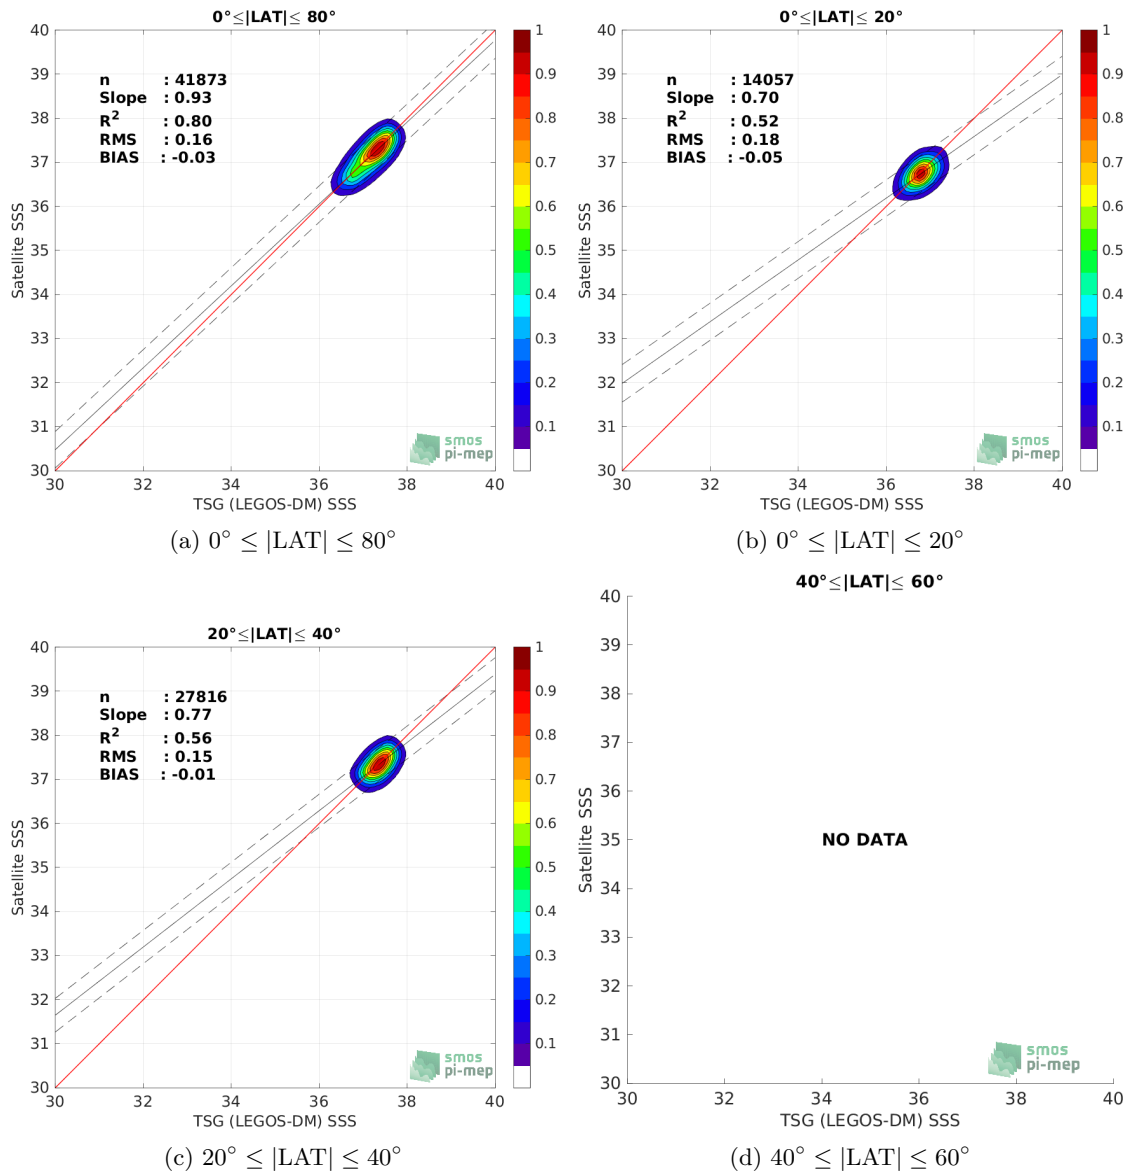 0°≤|LAT|≤ 80°
40
39
38
37
36
35
34
33
32
31
30
30 32 34 36 38 40
Satellite SSS
TSG (LEGOS-DM) SSS
n : 41873
Slope : 0.93
R² : 0.80
RMS : 0.16
BIAS : -0.03
smos
pi-mep
1
0.9
0.8
0.7
0.6
0.5
0.4
0.3
0.2
0.1
(a) 0° ≤ |LAT| ≤ 80°
0°≤|LAT|≤ 20°
40
39
38
37
36
35
34
33
32
31
30
30 32 34 36 38 40
Satellite SSS
TSG (LEGOS-DM) SSS
n : 14057
Slope : 0.70
R² : 0.52
RMS : 0.18
BIAS : -0.05
smos
pi-mep
1
0.9
0.8
0.7
0.6
0.5
0.4
0.3
0.2
0.1
(b) 0° ≤ |LAT| ≤ 20°
20°≤|LAT|≤ 40°
40
39
38
37
36
35
34
33
32
31
30
30 32 34 36 38 40
Satellite SSS
TSG (LEGOS-DM) SSS
n : 27816
Slope : 0.77
R² : 0.56
RMS : 0.15
BIAS : -0.01
smos
pi-mep
1
0.9
0.8
0.7
0.6
0.5
0.4
0.3
0.2
0.1
(c) 20° ≤ |LAT| ≤ 40°
40°≤|LAT|≤ 60°
40
39
38
37
36
35
34
33
32
31
30
30 32 34 36 38 40
Satellite SSS
TSG (LEGOS-DM) SSS
NO DATA
smos
pi-mep
(d) 40° ≤ |LAT| ≤ 60°